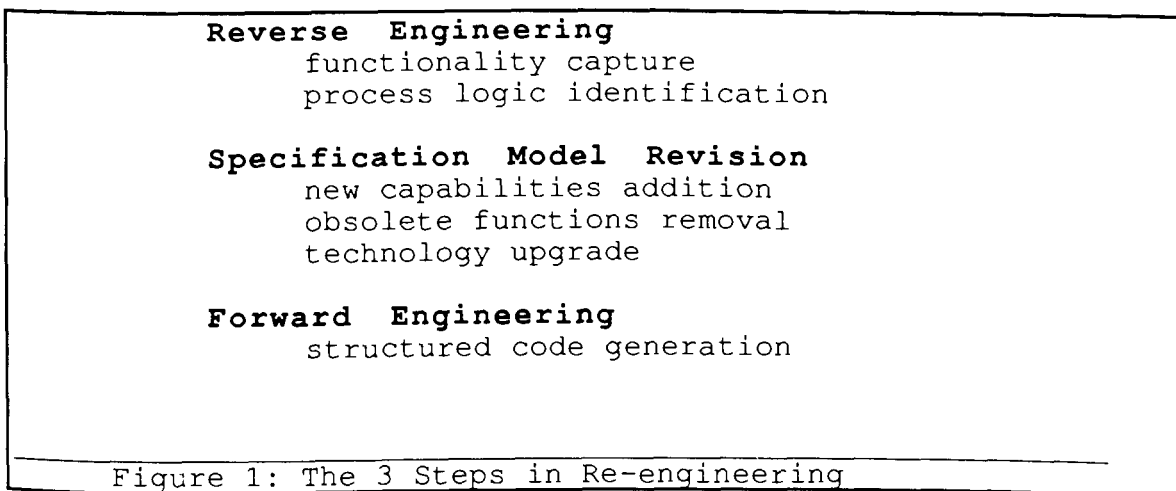 Reverse Engineering
functionality capture
process logic identification
Specification Model Revision
new capabilities addition
obsolete functions removal
technology upgrade
Forward Engineering
structured code generation
Figure 1: The 3 Steps in Re-engineering